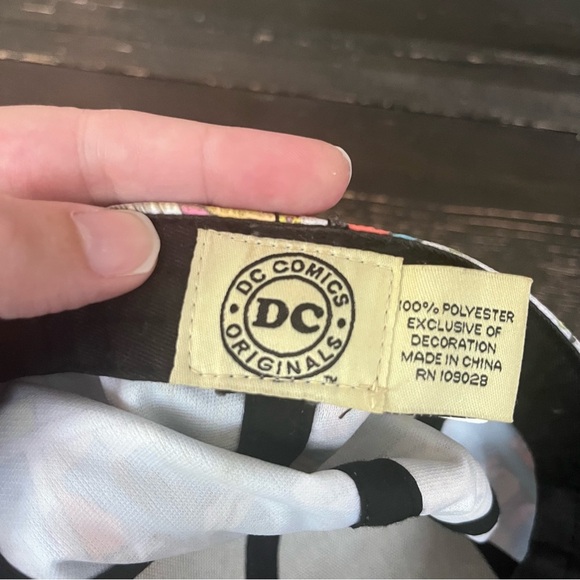 DC COMICS
DC
ORIGINALS
™
100% POLYESTER
EXCLUSIVE OF
DECORATION
MADE IN CHINA
RN 109028